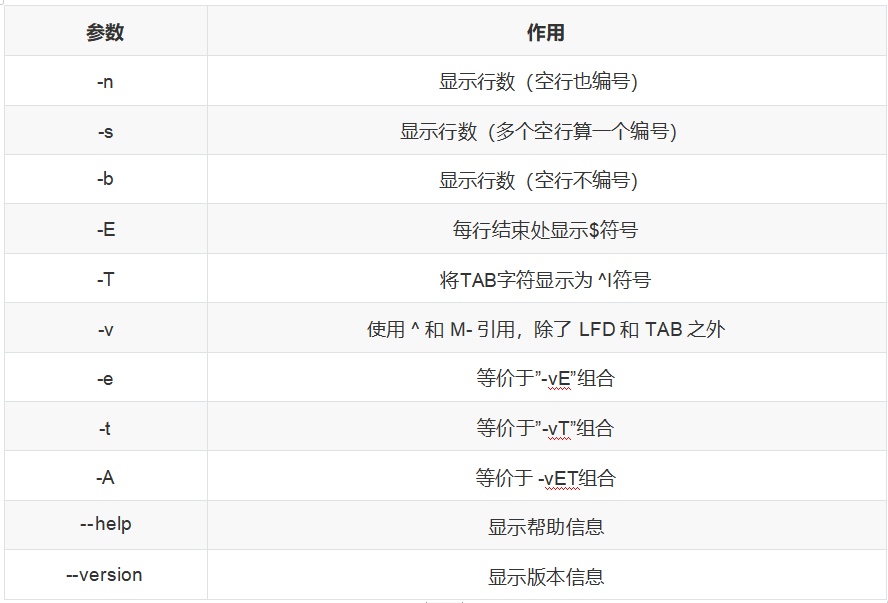 参数 作用
-n 显示行数（空行也编号）
-s 显示行数（多个空行算一个编号）
-b 显示行数（空行不编号）
-E 每行结束处显示$符号
-T 将TAB字符显示为 ^I符号
-v 使用 ^ 和 M- 引用，除了 LFD 和 TAB 之外
-e 等价于”-vE”组合
-t 等价于”-vT”组合
-A 等价于 -vET组合
--help 显示帮助信息
--version 显示版本信息